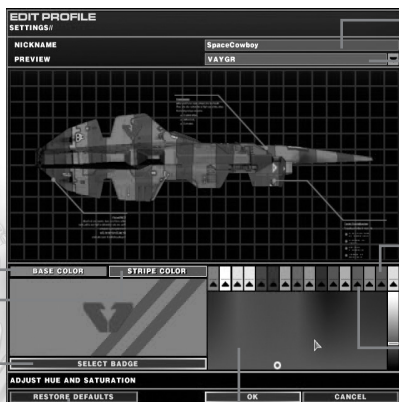 EDIT PROFILE
SETTINGS//
NICKNAME SpaceCowboy
PREVIEW VAYGR
BASE COLOR STRIPE COLOR
SELECT BADGE
ADJUST HUE AND SATURATION
RESTORE DEFAULTS OK CANCEL